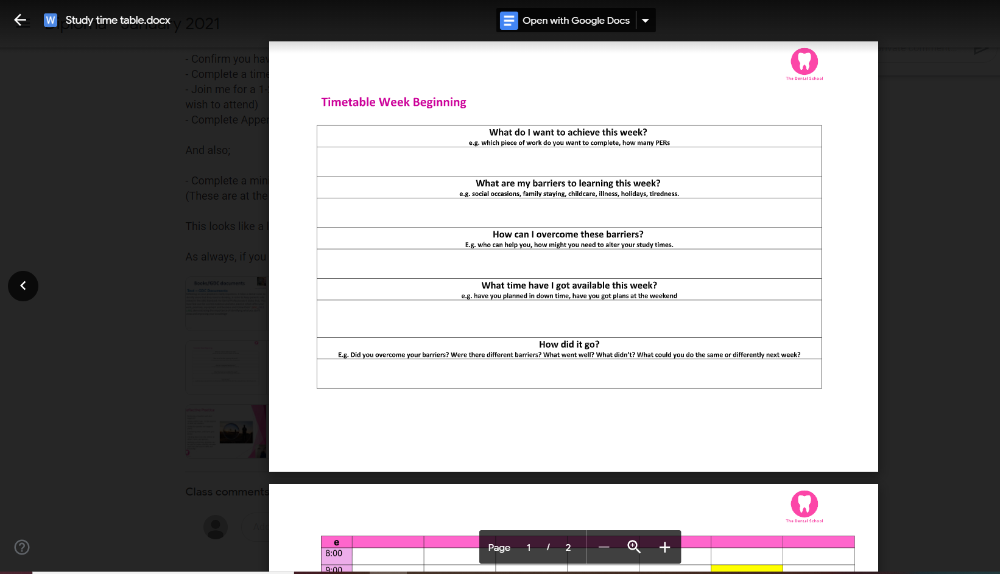 Study time table.docx
Diploma - January 2021
Open with Google Docs
- Confirm you hav
- Complete a time
- Join me for a 1-
wish to attend)
- Complete Apper
And also;
- Complete a min
(These are at the
This looks like a
As always, if you
Books/GDC documents
Class comments
The Dental School
Timetable Week Beginning
What do I want to achieve this week?
e.g. which piece of work do you want to complete, how many PERs
What are my barriers to learning this week?
e.g. social occasions, family staying, childcare, illness, holidays, tiredness.
How can I overcome these barriers?
E.g. who can help you, how might you need to alter your study times.
What time have I got available this week?
e.g. have you planned in down time, have you got plans at the weekend
How did it go?
E.g. Did you overcome your barriers? Were there different barriers? What went well? What didn't? What could you do the same or differently next week?
The Dental School
e
8:00
9:00
Page 1 / 2